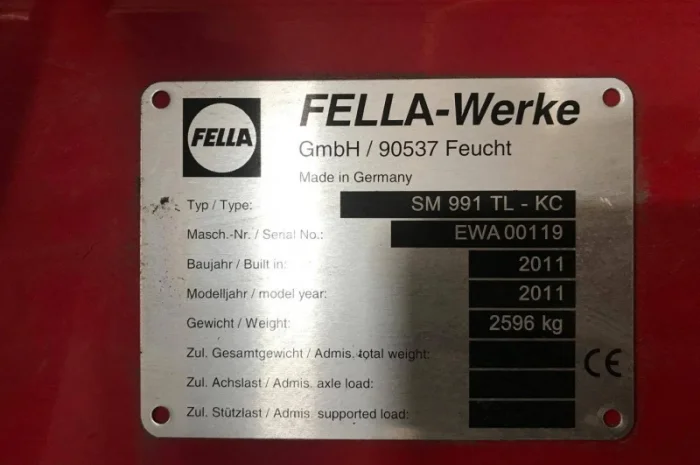 FELLA
FELLA-Werke
GmbH / 90537 Feucht
Made in Germany
Typ / Type: SM 991 TL - KC
Masch.-Nr. / Serial No.: EWA 00119
Baujahr / Built in: 2011
Modelljahr / model year: 2011
Gewicht / Weight: 2596 kg
Zul. Gesamtgewicht / Admis. total weight:
Zul. Achslast / Admis. axle load:
Zul. Stützlast / Admis. supported load:
CE